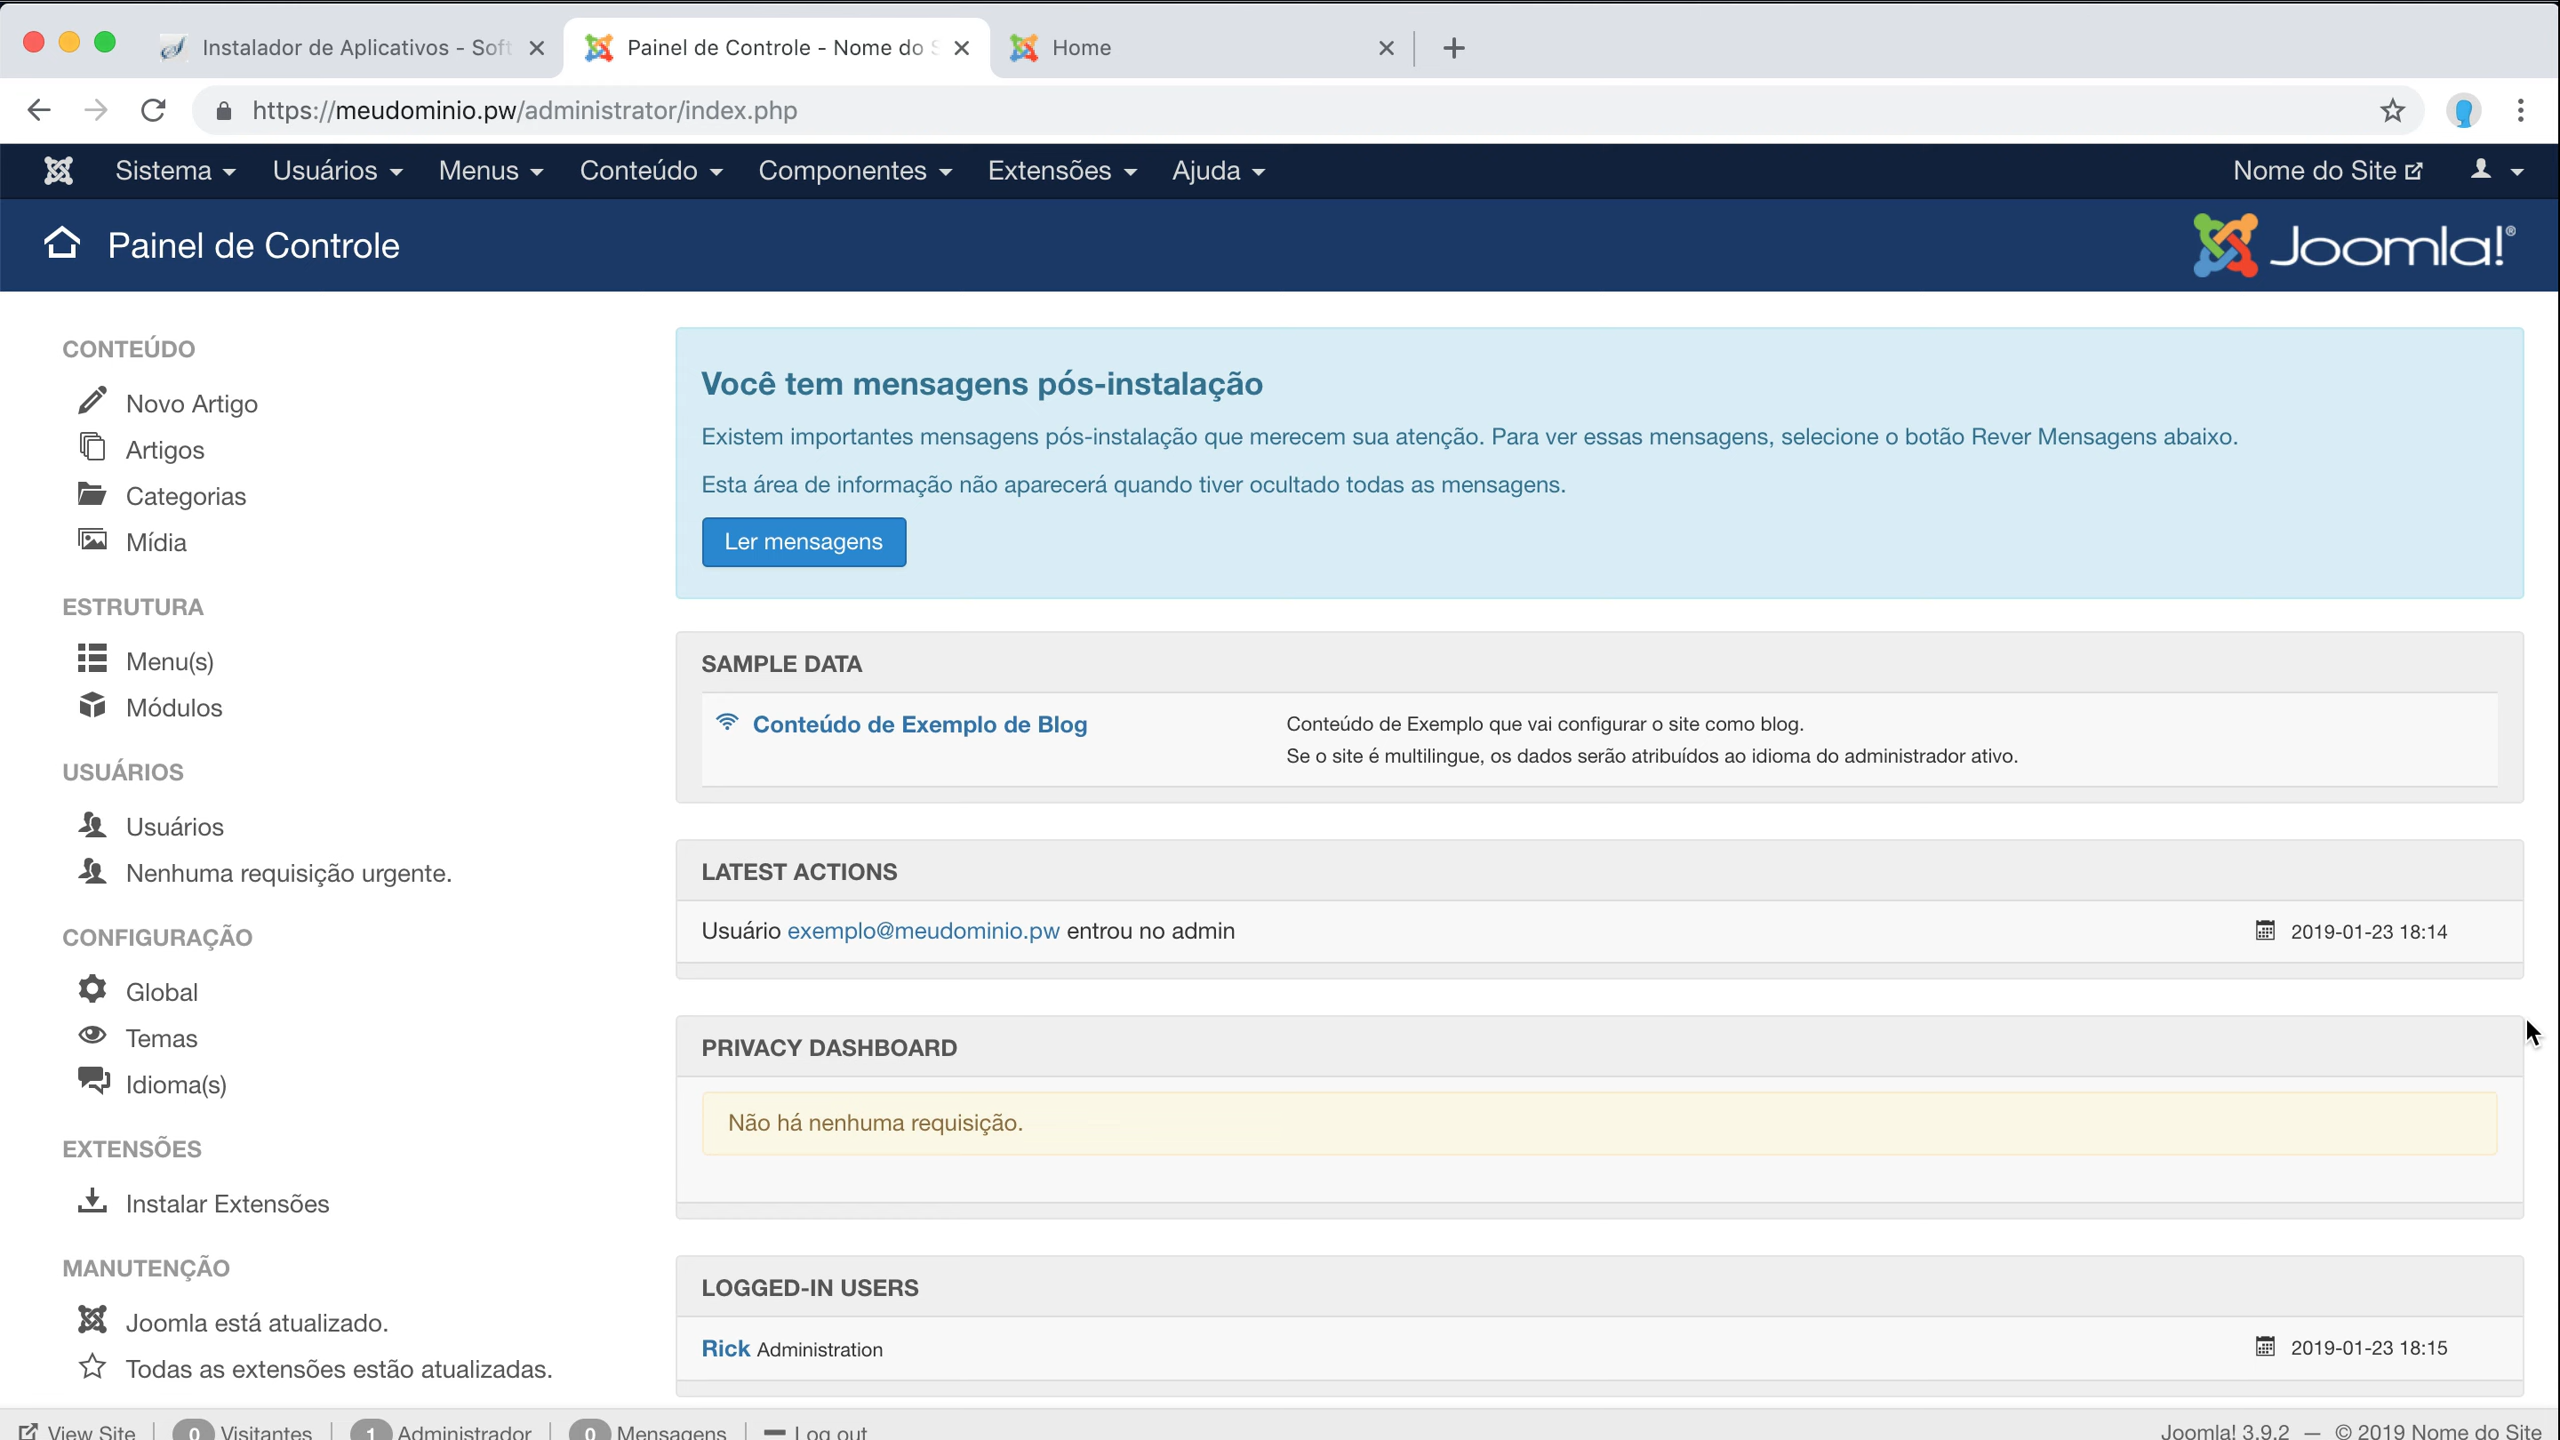 Instalador de Aplicativos - Soft
Painel de Controle - Nome do S
Home
https://meudominio.pw/administrator/index.php
Sistema
Usuários
Menus
Conteúdo
Componentes
Extensões
Ajuda
Nome do Site
Painel de Controle
Joomla!®
CONTEÚDO
Novo Artigo
Artigos
Categorias
Mídia
ESTRUTURA
Menu(s)
Módulos
USUÁRIOS
Usuários
Nenhuma requisição urgente.
CONFIGURAÇÃO
Global
Temas
Idioma(s)
EXTENSÕES
Instalar Extensões
MANUTENÇÃO
Joomla está atualizado.
Todas as extensões estão atualizadas.
Você tem mensagens pós-instalação
Existem importantes mensagens pós-instalação que merecem sua atenção. Para ver essas mensagens, selecione o botão Rever Mensagens abaixo.
Esta área de informação não aparecerá quando tiver ocultado todas as mensagens.
Ler mensagens
SAMPLE DATA
Conteúdo de Exemplo de Blog
Conteúdo de Exemplo que vai configurar o site como blog.
Se o site é multilingue, os dados serão atribuídos ao idioma do administrador ativo.
LATEST ACTIONS
Usuário exemplo@meudominio.pw entrou no admin
2019-01-23 18:14
PRIVACY DASHBOARD
Não há nenhuma requisição.
LOGGED-IN USERS
Rick Administration
2019-01-23 18:15
View Site
0 Visitantes
1 Administrador
0 Mensagens
Log out
Joomla! 3.9.2 — © 2019 Nome do Site